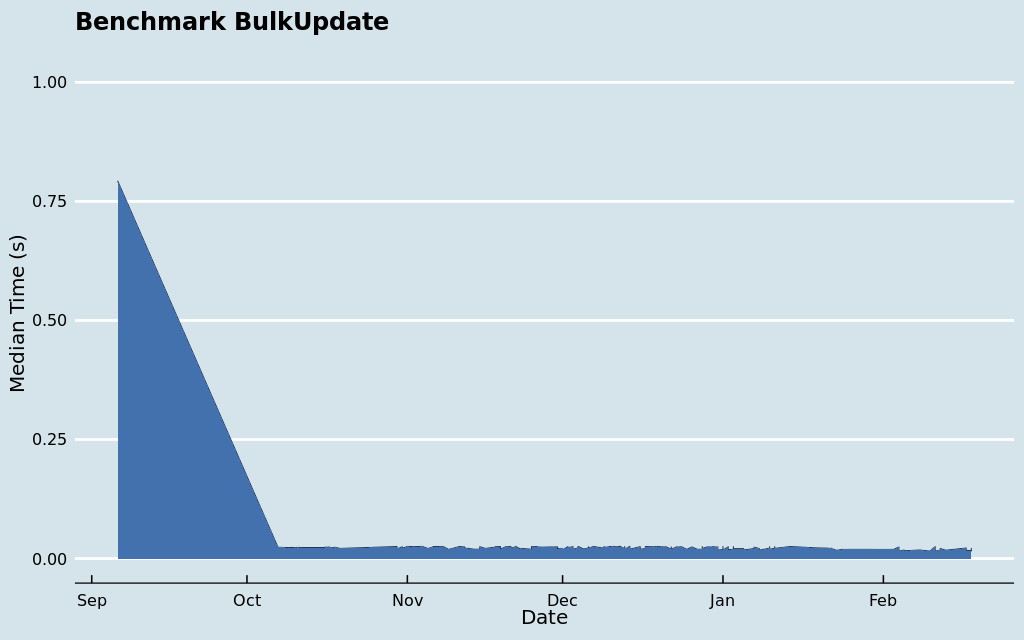 Benchmark BulkUpdate
1.00
0.75
0.50
0.25
0.00
Median Time (s)
Sep Oct Nov Dec Jan Feb
Date